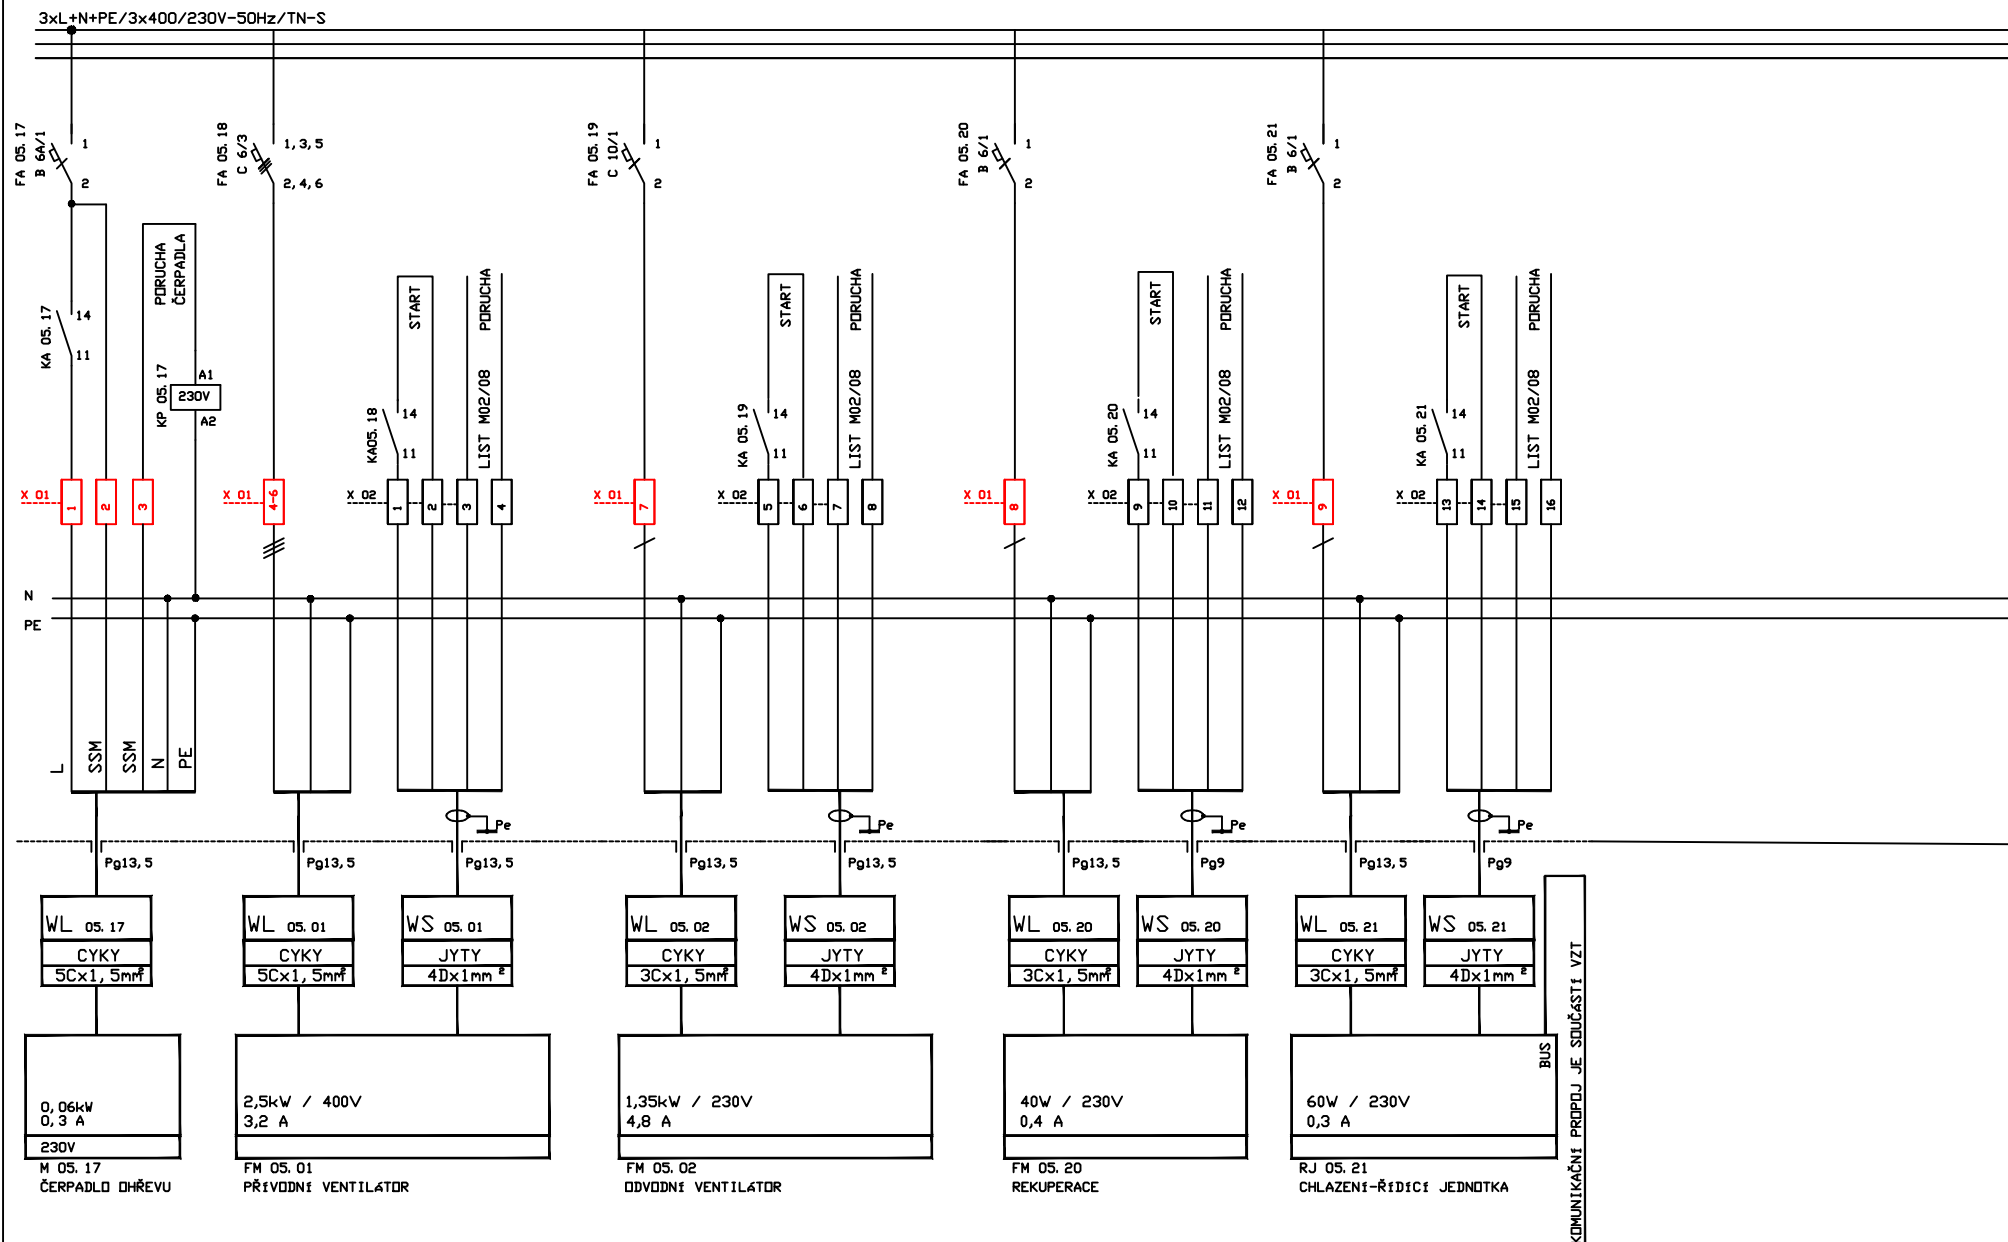 3xL+N+PE/3x400/230V-50Hz/TN-S
FA 05.17
B 6A/1
1
2
FA 05.18
C 6/3
1,3,5
2,4,6
FA 05.19
C 10/1
1
2
FA 05.20
B 6/1
1
2
FA 05.21
B 6/1
1
2
KA 05.17
14
11
PORUCHA
ČERPADLA
KP 05.17
A1
230V
A2
KA05.18
14
11
START
LIST M02/08 PORUCHA
KA 05.19
14
11
START
LIST M02/08 PORUCHA
KA 05.20
14
11
START
LIST M02/08 PORUCHA
KA 05.21
14
11
START
LIST M02/08 PORUCHA
X 01 1 2 3
X 01 4-6
X 02 1 2 3 4
X 01 7
X 02 5 6 7 8
X 01 8
X 02 9 10 11 12
X 01 9
X 02 13 14 15 16
N
PE
L
SSM
SSM
N
PE
Pe
Pe
Pe
Pe
Pg13,5
Pg13,5
Pg13,5
Pg13,5
Pg13,5
Pg13,5
Pg9
Pg13,5
Pg9
WL 05.17
CYKY
5Cx1,5mm²
WL 05.01
CYKY
5Cx1,5mm²
WS 05.01
JYTY
4Dx1mm²
WL 05.02
CYKY
3Cx1,5mm²
WS 05.02
JYTY
4Dx1mm²
WL 05.20
CYKY
3Cx1,5mm²
WS 05.20
JYTY
4Dx1mm²
WL 05.21
CYKY
3Cx1,5mm²
WS 05.21
JYTY
4Dx1mm²
0,06kW
0,3 A
230V
M 05.17
ČERPADLO OHŘEVU
2,5kW / 400V
3,2 A
FM 05.01
PŘÍVODNÍ VENTILÁTOR
1,35kW / 230V
4,8 A
FM 05.02
ODVODNÍ VENTILÁTOR
40W / 230V
0,4 A
FM 05.20
REKUPERACE
60W / 230V
0,3 A
BUS
RJ 05.21
CHLAZENÍ-ŘÍDÍCÍ JEDNOTKA
KOMUNIKAČNÍ PROPOJ JE SOUČÁSTÍ VZT